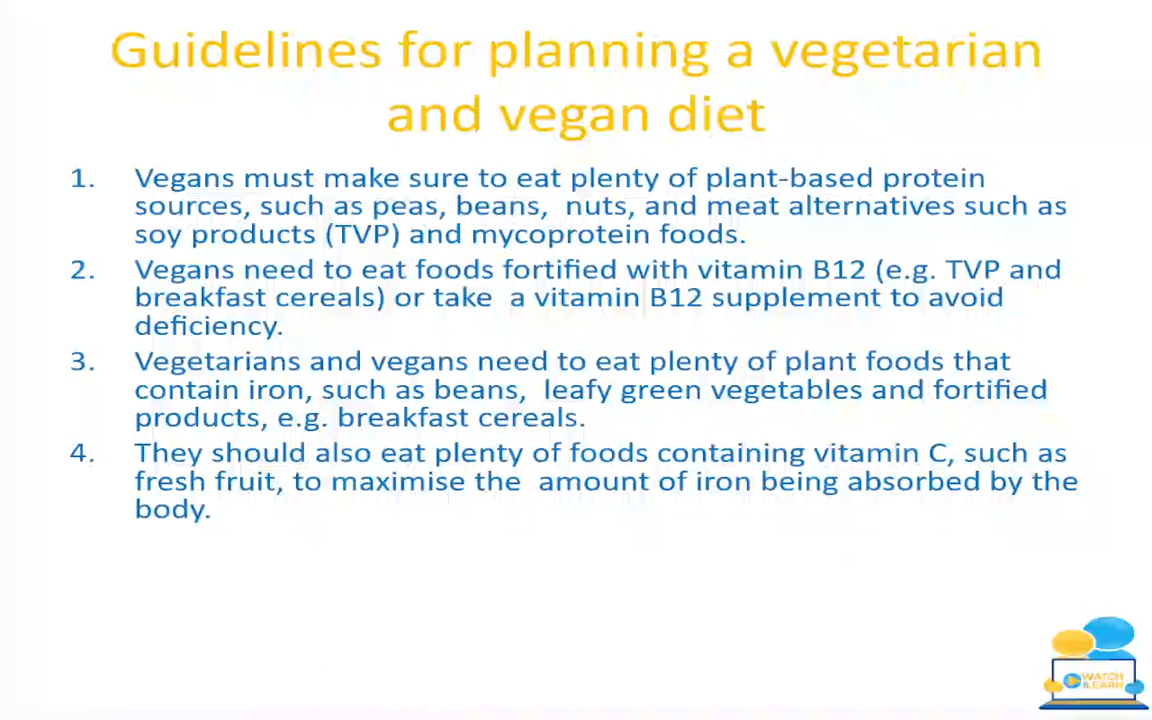 Guidelines for planning a vegetarian
and vegan diet
1. Vegans must make sure to eat plenty of plant-based protein
sources, such as peas, beans, nuts, and meat alternatives such as
soy products (TVP) and mycoprotein foods.
2. Vegans need to eat foods fortified with vitamin B12 (e.g. TVP and
breakfast cereals) or take a vitamin B12 supplement to avoid
deficiency.
3. Vegetarians and vegans need to eat plenty of plant foods that
contain iron, such as beans, leafy green vegetables and fortified
products, e.g. breakfast cereals.
4. They should also eat plenty of foods containing vitamin C, such as
fresh fruit, to maximise the amount of iron being absorbed by the
body.
WATCH
& LEARN